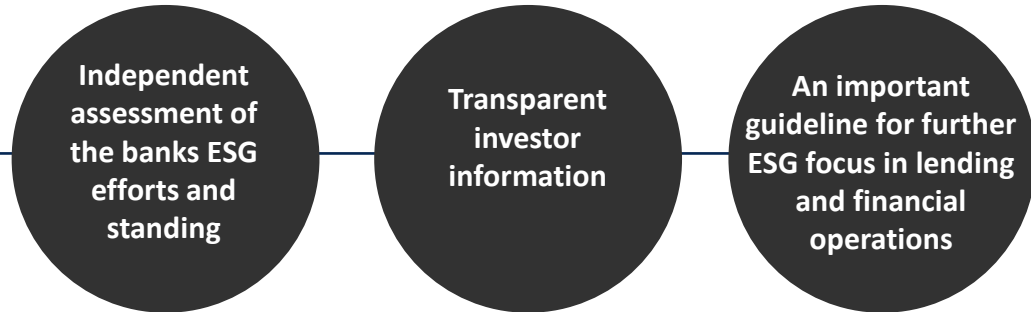 Independent
assessment of
the banks ESG
efforts and
standing
Transparent
investor
information
An important
guideline for further
ESG focus in lending
and financial
operations